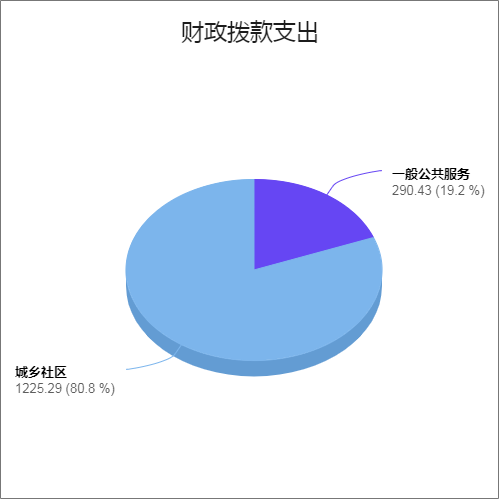 财政拨款支出
一般公共服务
290.43 (19.2 %)
城乡社区
1225.29 (80.8 %)